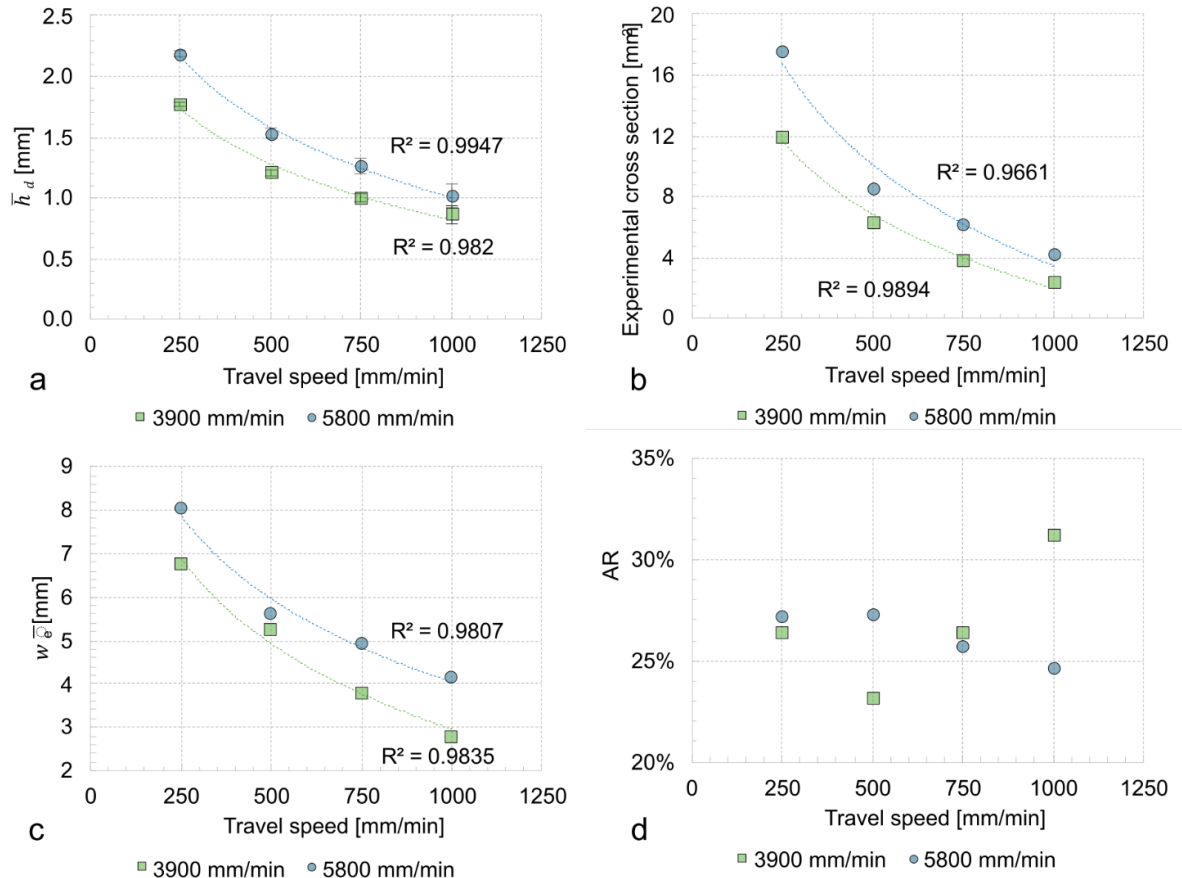 2.5
2.0
1.5
1.0
0.5
0.0
h̅ d [mm]
R² = 0.9947
R² = 0.982
0 250 500 750 1000 1250
Travel speed [mm/min]
a
3900 mm/min 5800 mm/min
20
16
12
8
4
0
Experimental cross section [mm²]
R² = 0.9661
R² = 0.9894
0 250 500 750 1000 1250
Travel speed [mm/min]
b
3900 mm/min 5800 mm/min
9
8
7
6
5
4
3
2
w e [mm]
R² = 0.9807
R² = 0.9835
0 250 500 750 1000 1250
Travel speed [mm/min]
c
3900 mm/min 5800 mm/min
35%
30%
25%
20%
AR
0 250 500 750 1000 1250
Travel speed [mm/min]
d
3900 mm/min 5800 mm/min